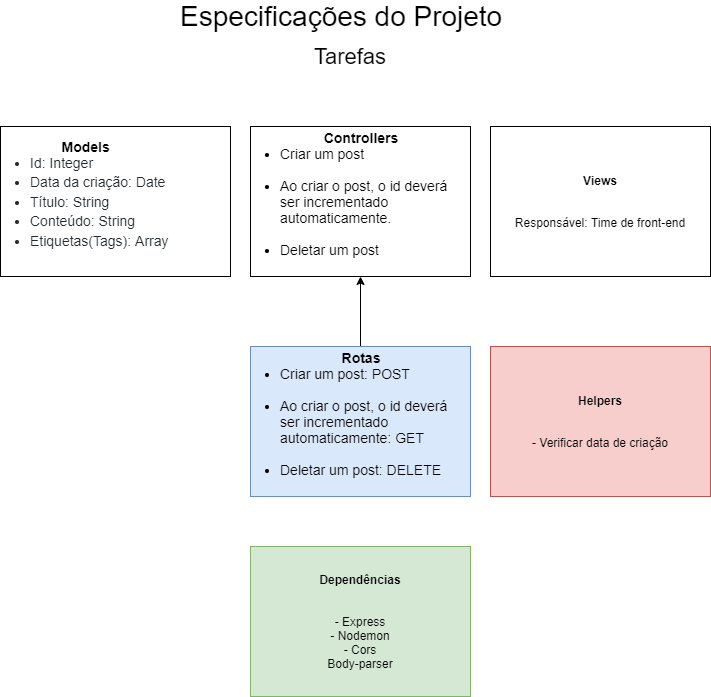 Especificações do Projeto
Tarefas
Models
Id: Integer
Data da criação: Date
Título: String
Conteúdo: String
Etiquetas(Tags): Array
Controllers
Criar um post
Ao criar o post, o id deverá
ser incrementado
automaticamente.
Deletar um post
Views
Responsável: Time de front-end
Rotas
Criar um post: POST
Ao criar o post, o id deverá
ser incrementado
automaticamente: GET
Deletar um post: DELETE
Helpers
- Verificar data de criação
Dependências
- Express
- Nodemon
- Cors
Body-parser